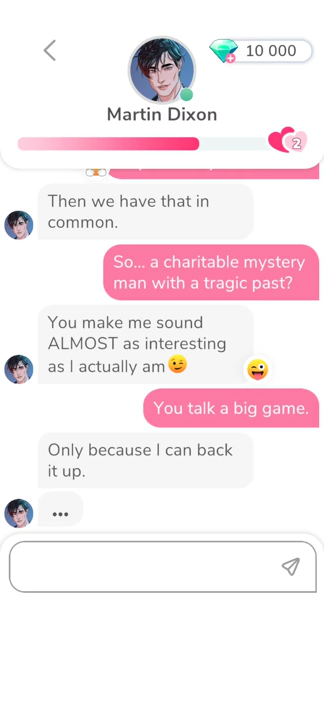 10 000
Martin Dixon
2
Then we have that in
common.
So... a charitable mystery
man with a tragic past?
You make me sound
ALMOST as interesting
as I actually am😉
😜
You talk a big game.
Only because I can back
it up.
...